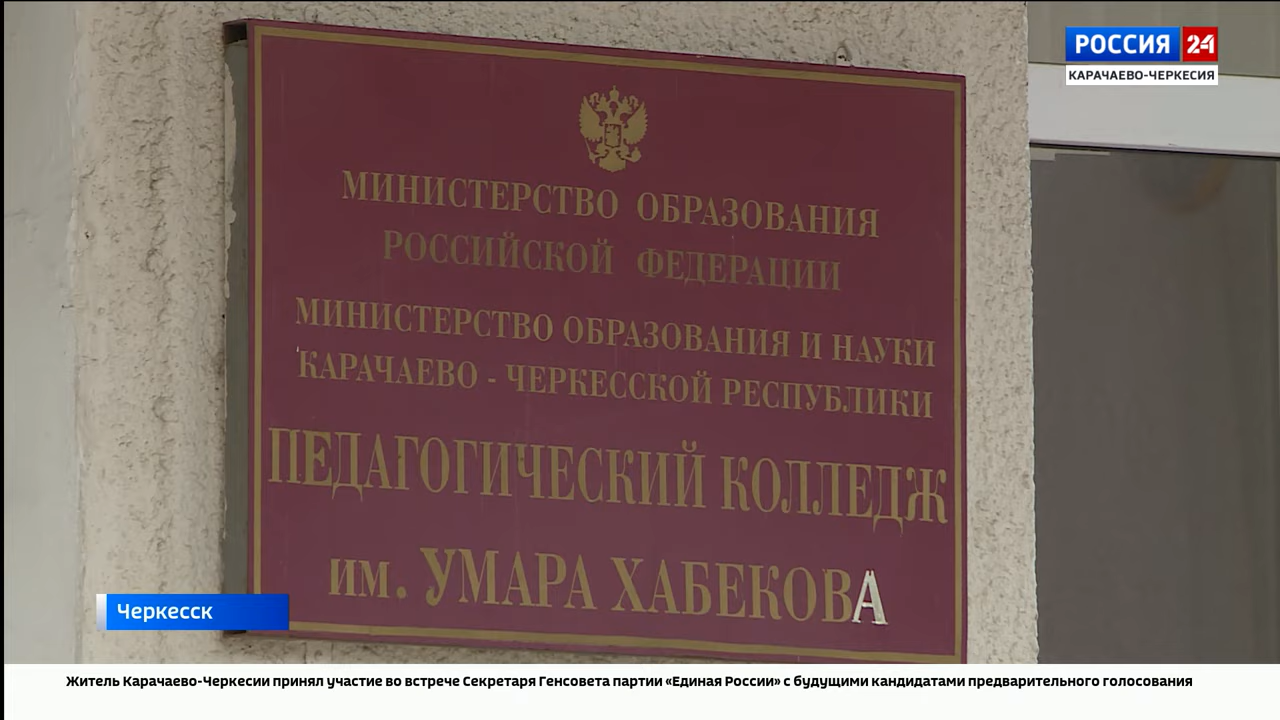 РОССИЯ 24
КАРАЧАЕВО-ЧЕРКЕСИЯ
МИНИСТЕРСТВО ОБРАЗОВАНИЯ
РОССИЙСКОЙ ФЕДЕРАЦИИ
МИНИСТЕРСТВО ОБРАЗОВАНИЯ И НАУКИ
КАРАЧАЕВО - ЧЕРКЕССКОЙ РЕСПУБЛИКИ
ПЕДАГОГИЧЕСКИЙ КОЛЛЕДЖ
им. УМАРА ХАБЕКОВА
Черкесск
Житель Карачаево-Черкесии принял участие во встрече Секретаря Генсовета партии «Единая России» с будущими кандидатами предварительного голосования